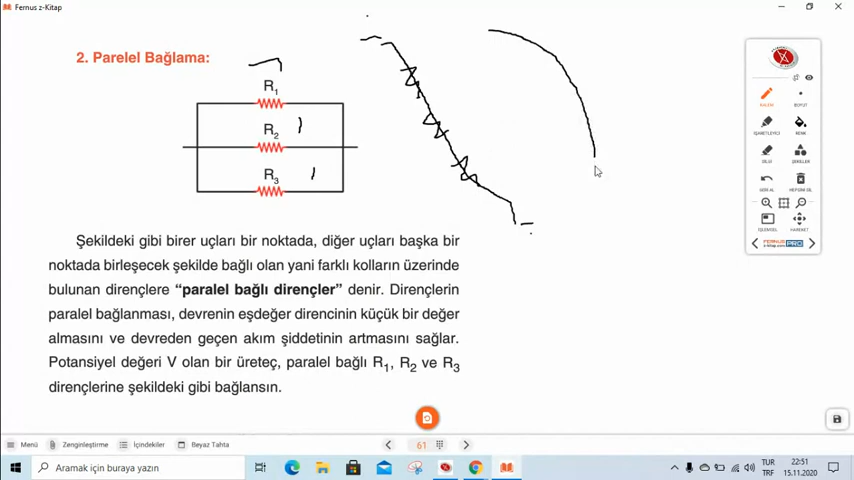 Fernus z-Kitap
2. Parelel Bağlama:
R1
R2
R3
Şekildeki gibi birer uçları bir noktada, diğer uçları başka bir
noktada birleşecek şekilde bağlı olan yani farklı kolların üzerinde
bulunan dirençlere “paralel bağlı dirençler” denir. Dirençlerin
paralel bağlanması, devrenin eşdeğer direncinin küçük bir değer
almasını ve devreden geçen akım şiddetinin artmasını sağlar.
Potansiyel değeri V olan bir üreteç, paralel bağlı R1, R2 ve R3
dirençlerine şekildeki gibi bağlansın.
KALEM
BOYUT
İŞARETLEYİCİ
RENK
SİLGİ
ŞEKİLLER
GERİ AL
HEPSİNİ SİL
İŞLEMSEL
HAREKET
FERNUS
z-Kitap PRO
Menü
Zenginleştirme
İçindekiler
Beyaz Tahta
61
Aramak için buraya yazın
TUR
TRF
22:51
15.11.2020